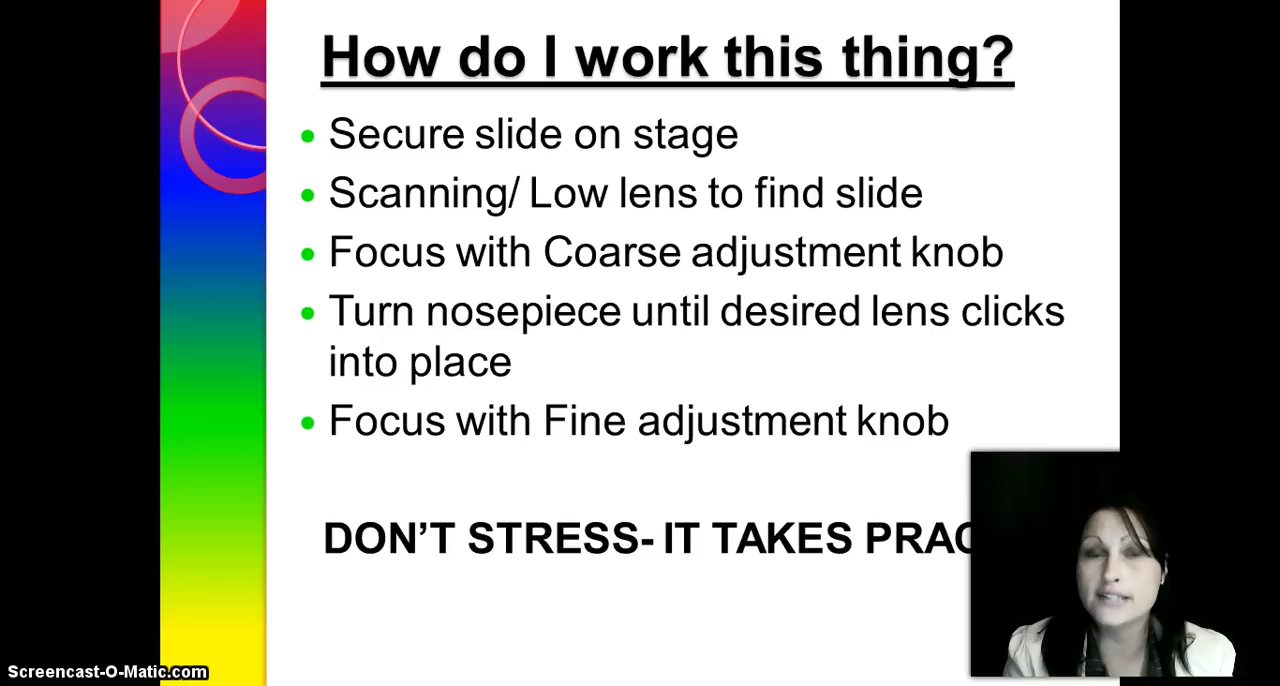 How do I work this thing?
Secure slide on stage
Scanning/ Low lens to find slide
Focus with Coarse adjustment knob
Turn nosepiece until desired lens clicks
into place
Focus with Fine adjustment knob
DON'T STRESS- IT TAKES
Screencast-O-Matic.com